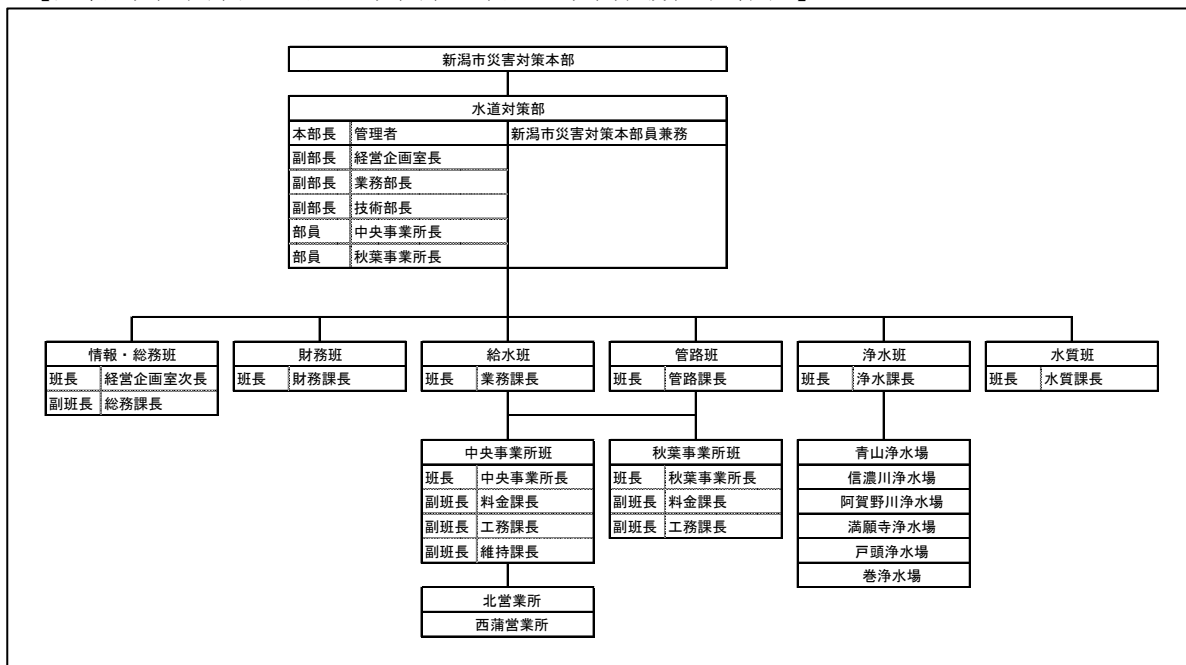 新潟市災害対策本部
水道対策部
本部長 管理者 新潟市災害対策本部員兼務
副部長 経営企画室長
副部長 業務部長
副部長 技術部長
部員 中央事業所長
部員 秋葉事業所長
情報・総務班
班長 経営企画室次長
副班長 総務課長
財務班
班長 財務課長
給水班
班長 業務課長
管路班
班長 管路課長
浄水班
班長 浄水課長
水質班
班長 水質課長
中央事業所班
班長 中央事業所長
副班長 料金課長
副班長 工務課長
副班長 維持課長
秋葉事業所班
班長 秋葉事業所長
副班長 料金課長
副班長 工務課長
青山浄水場
信濃川浄水場
阿賀野川浄水場
満願寺浄水場
戸頭浄水場
巻浄水場
北営業所
西蒲営業所